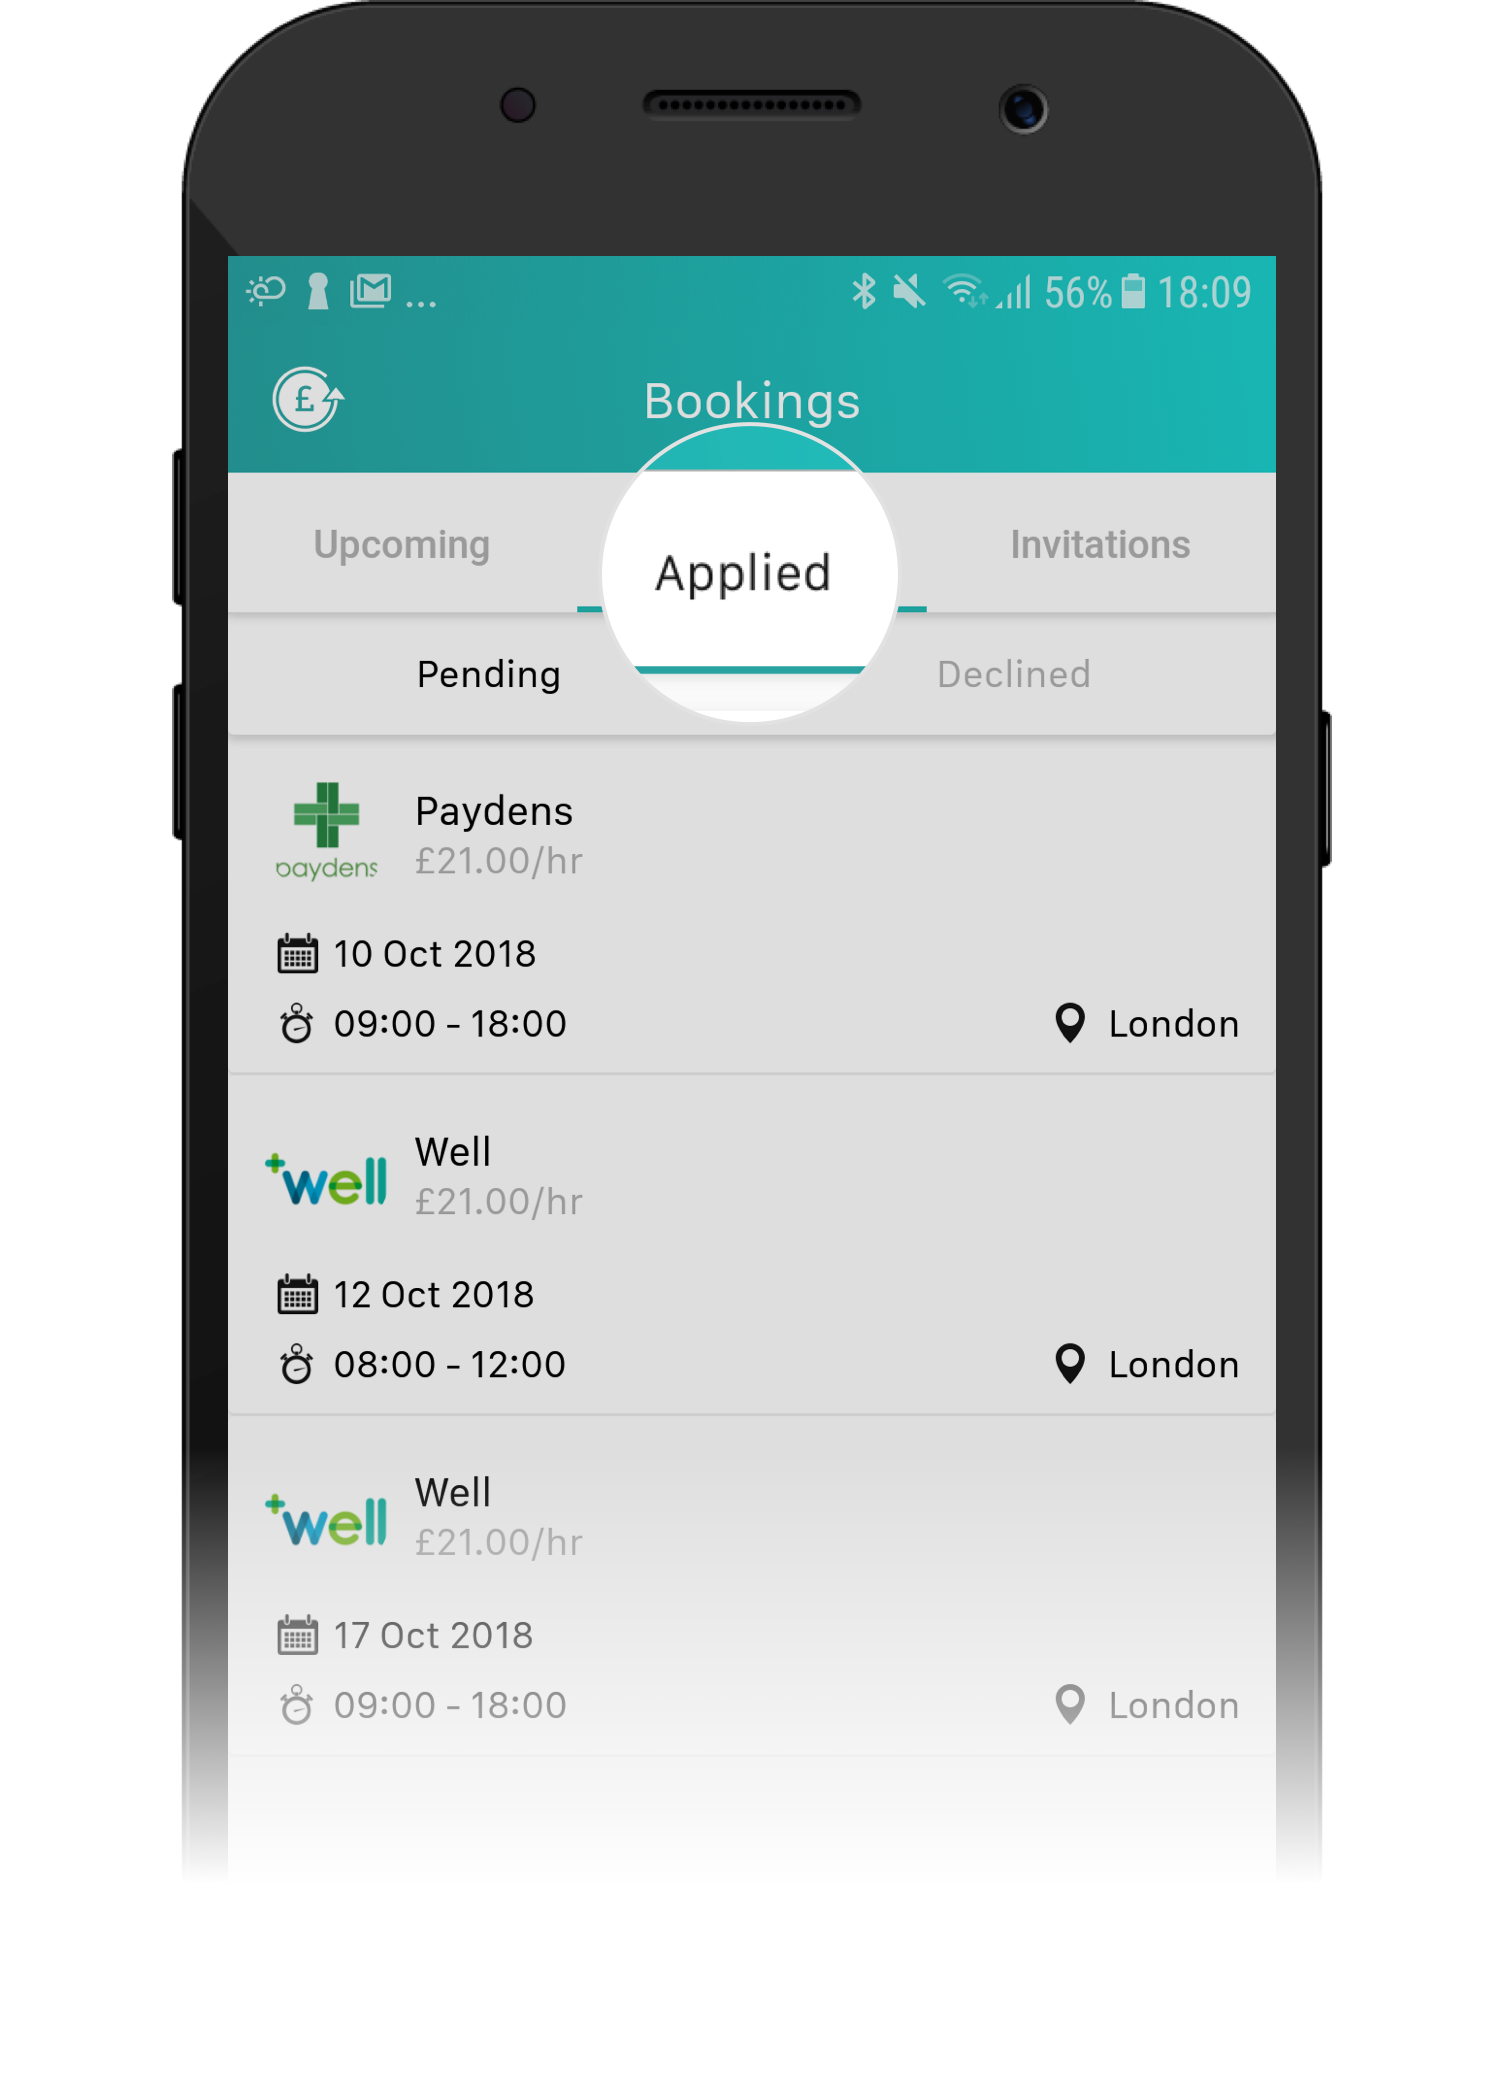 ... 56% 18:09
£ Bookings
Upcoming Applied Invitations
Pending Declined
Paydens
paydens £21.00/hr
10 Oct 2018
09:00 - 18:00 London
Well
well £21.00/hr
12 Oct 2018
08:00 - 12:00 London
Well
well £21.00/hr
17 Oct 2018
09:00 - 18:00 London